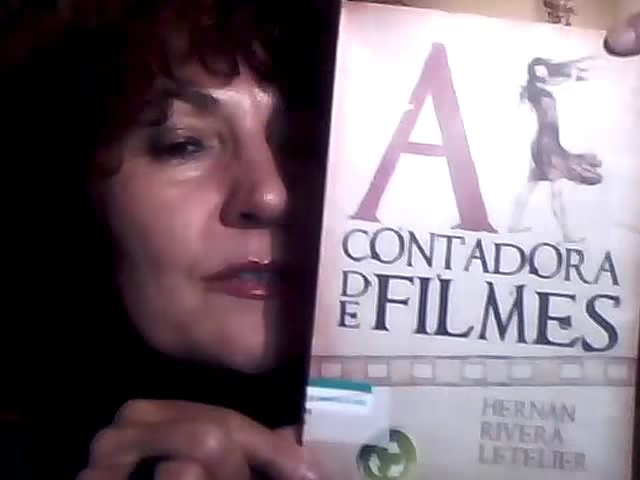 A
CONTADORA
DE FILMES
HERNAN
RIVERA
LETELIER